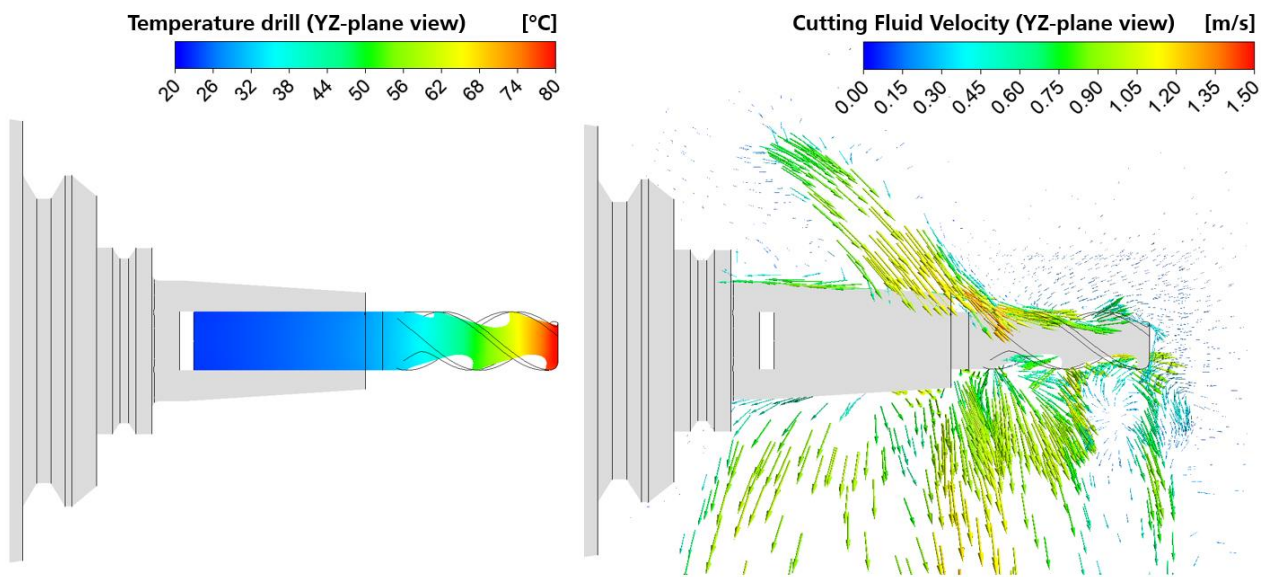 Temperature drill (YZ-plane view) [°C]
20 26 32 38 44 50 56 62 68 74 80
Cutting Fluid Velocity (YZ-plane view) [m/s]
0.00 0.15 0.30 0.45 0.60 0.75 0.90 1.05 1.20 1.35 1.50